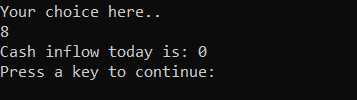 Your choice here..
8
Cash inflow today is: 0
Press a key to continue: